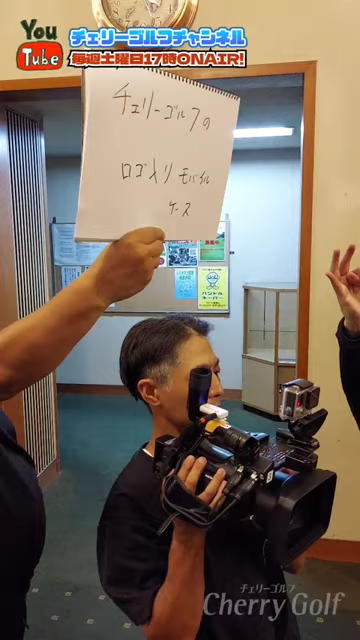 You Tube
チェリーゴルフチャンネル
毎週土曜日17時ONAIR!
チェリーゴルフの
ロゴメリ モバイル
ケース
チェリーゴルフ
Cherry Golf